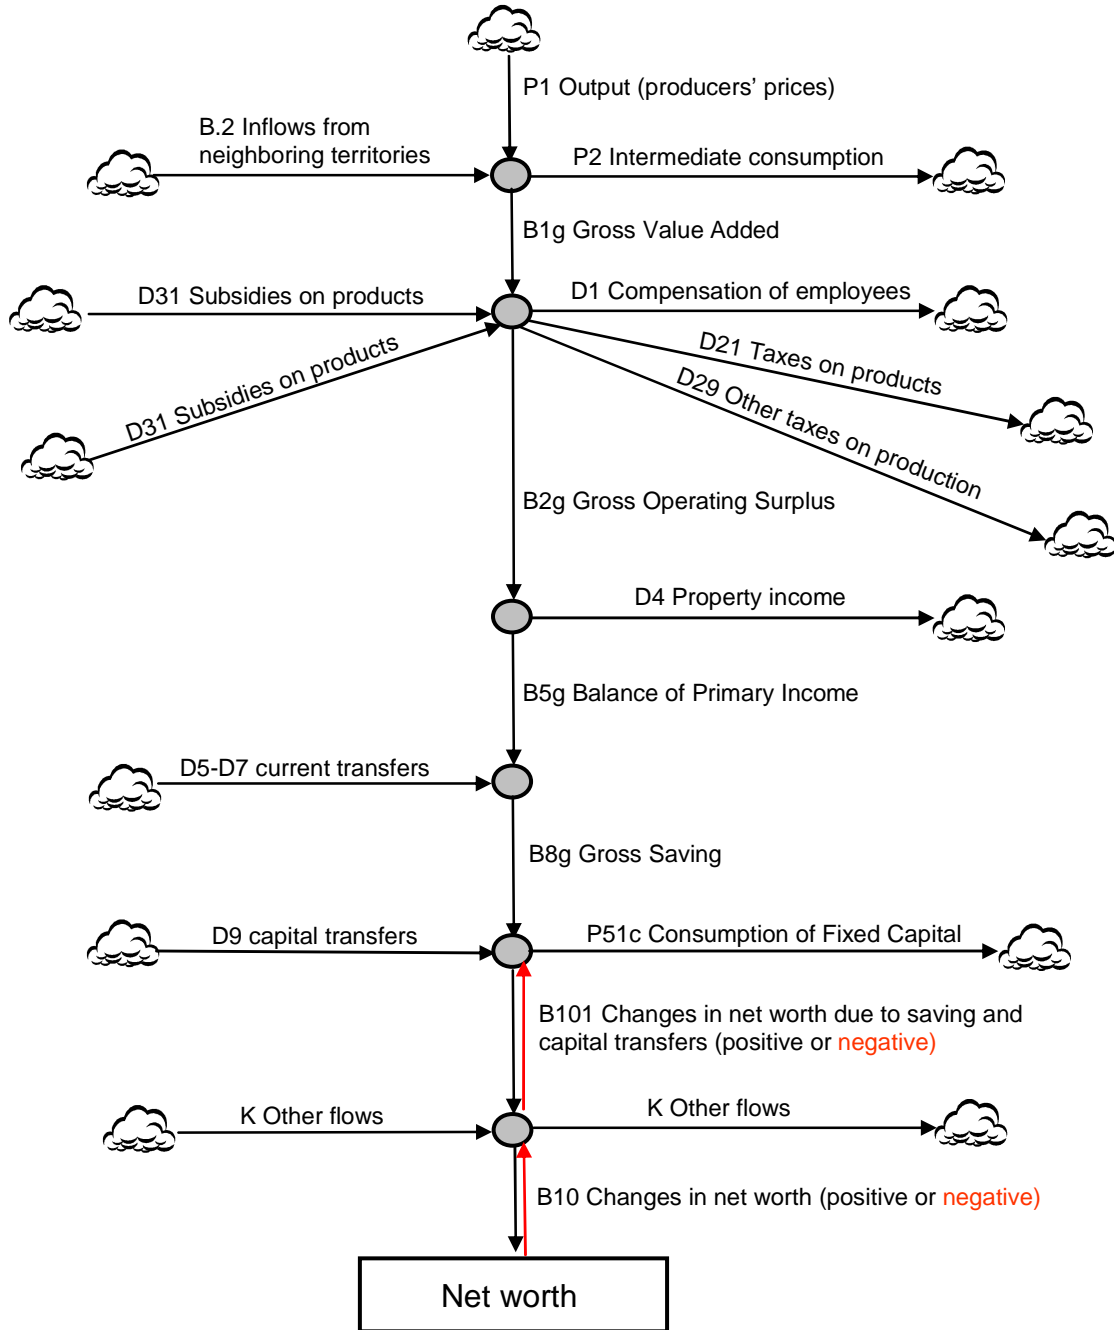 P1 Output (producers' prices)
B.2 Inflows from
neighboring territories
P2 Intermediate consumption
B1g Gross Value Added
D31 Subsidies on products
D1 Compensation of employees
D21 Taxes on products
D31 Subsidies on products
D29 Other taxes on production
B2g Gross Operating Surplus
D4 Property income
B5g Balance of Primary Income
D5-D7 current transfers
B8g Gross Saving
D9 capital transfers
P51c Consumption of Fixed Capital
B101 Changes in net worth due to saving and
capital transfers (positive or negative)
K Other flows
K Other flows
B10 Changes in net worth (positive or negative)
Net worth